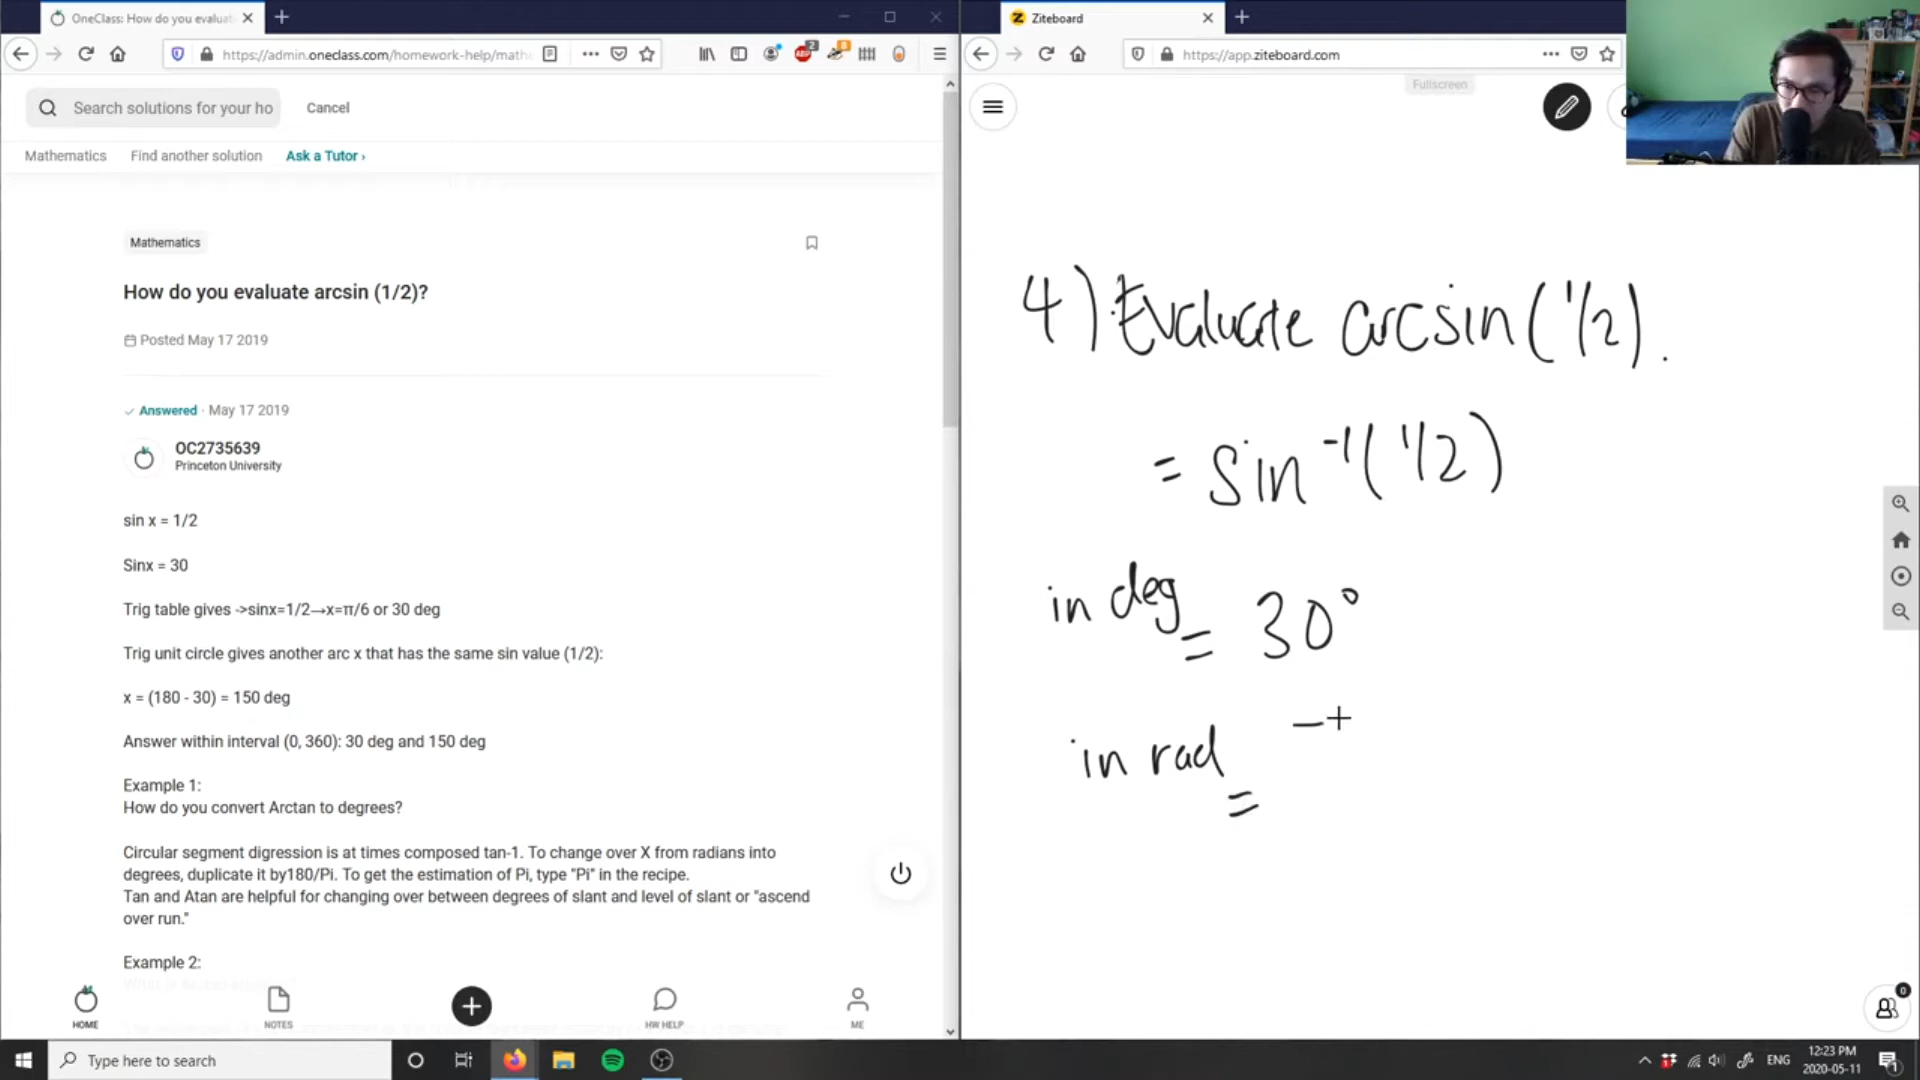 OneClass: How do you evaluat
Ziteboard
https://admin.oneclass.com/homework-help/mathe
https://app.ziteboard.com
Fullscreen
Search solutions for your ho
Cancel
Mathematics
Find another solution
Ask a Tutor ›
Mathematics
How do you evaluate arcsin (1/2)?
Posted May 17 2019
Answered · May 17 2019
OC2735639
Princeton University
sin x = 1/2
Sinx = 30
Trig table gives ->sinx=1/2→x=π/6 or 30 deg
Trig unit circle gives another arc x that has the same sin value (1/2):
x = (180 - 30) = 150 deg
Answer within interval (0, 360): 30 deg and 150 deg
Example 1:
How do you convert Arctan to degrees?
Circular segment digression is at times composed tan-1. To change over X from radians into
degrees, duplicate it by180/Pi. To get the estimation of Pi, type "Pi" in the recipe.
Tan and Atan are helpful for changing over between degrees of slant and level of slant or "ascend
over run."
Example 2:
HOME
NOTES
HW HELP
ME
4) Evaluate arcsin(1/2).
= sin⁻¹(1/2)
in deg
= 30°
in rad
=
0
Type here to search
ENG
12:23 PM
2020-05-11